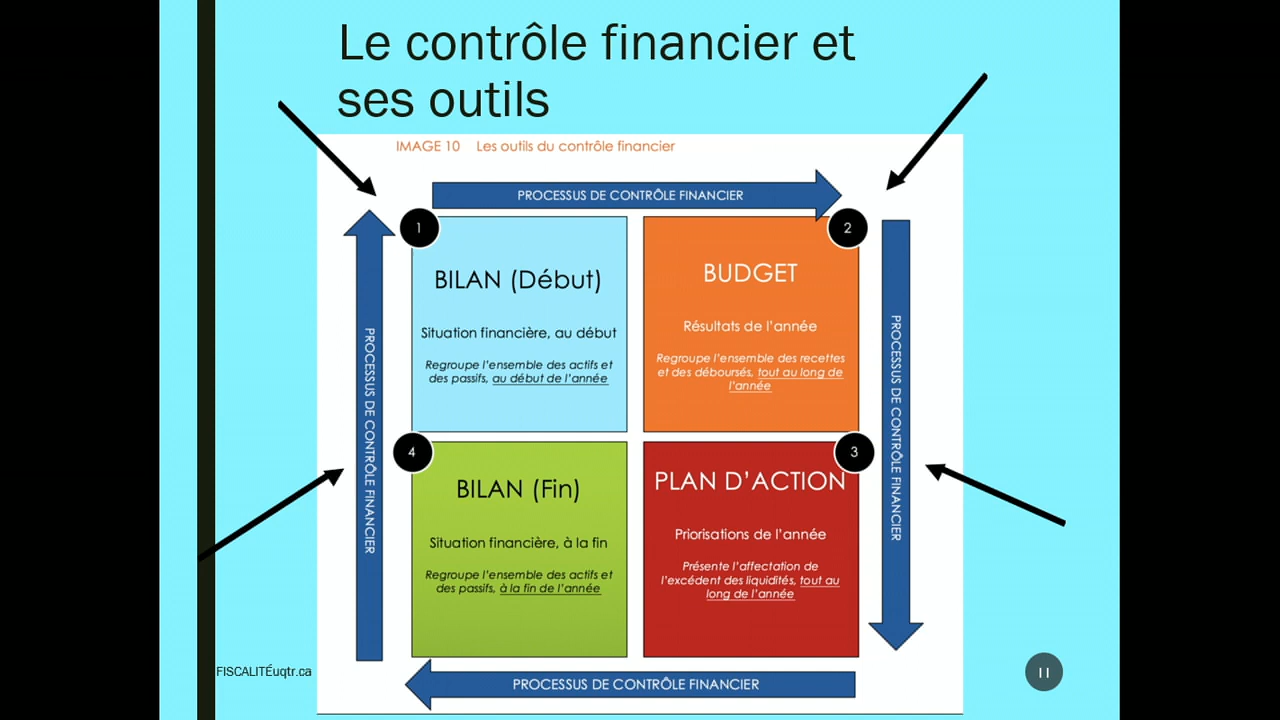 Le contrôle financier et
ses outils
IMAGE 10 Les outils du contrôle financier
PROCESSUS DE CONTRÔLE FINANCIER
1
BILAN (Début)
Situation financière, au début
Regroupe l'ensemble des actifs et
des passifs, au début de l'année
2
BUDGET
Résultats de l'année
Regroupe l'ensemble des recettes
et des déboursés, tout au long de
l'année
PROCESSUS DE CONTRÔLE FINANCIER
3
PLAN D'ACTION
Priorisations de l'année
Présente l'affectation de
l'excédent des liquidités, tout au
long de l'année
4
BILAN (Fin)
Situation financière, à la fin
Regroupe l'ensemble des actifs et
des passifs, à la fin de l'année
PROCESSUS DE CONTRÔLE FINANCIER
PROCESSUS DE CONTRÔLE FINANCIER
FISCALITÉuqtr.ca
11